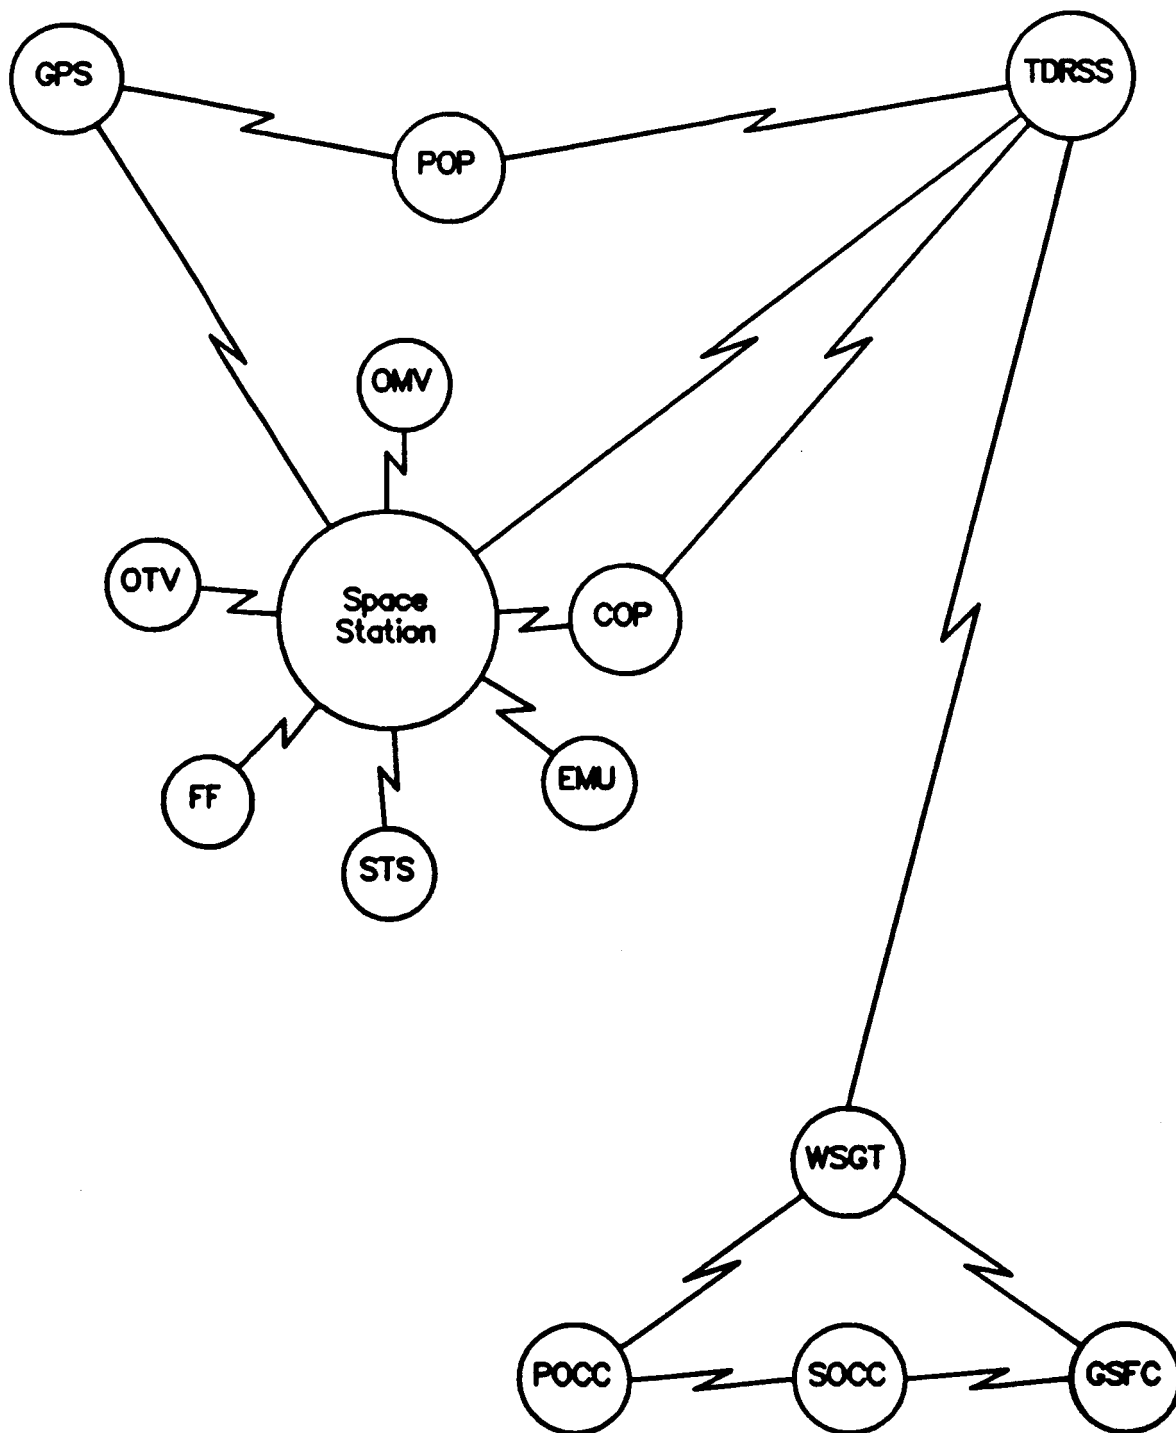 GPS
TDRSS
POP
OMV
OTV
Space
Station
COP
FF
EMU
STS
WSGT
POCC
SOCC
GSFC